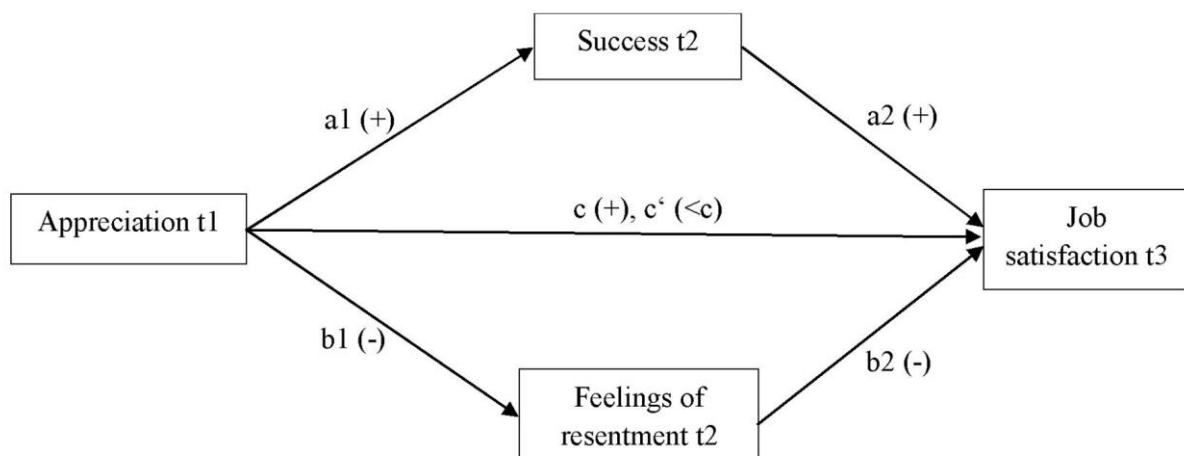 Success t2
a1 (+)
a2 (+)
Appreciation t1
c (+), c‘ (<c)
Job
satisfaction t3
b1 (-)
b2 (-)
Feelings of
resentment t2